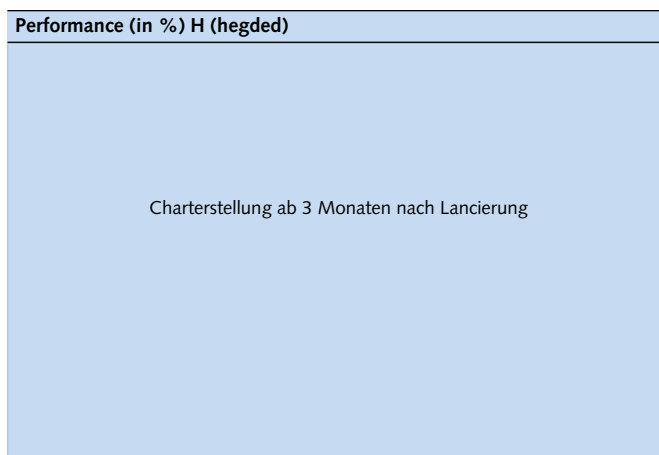 Performance (in %) H (hegded)
Charterstellung ab 3 Monaten nach Lancierung